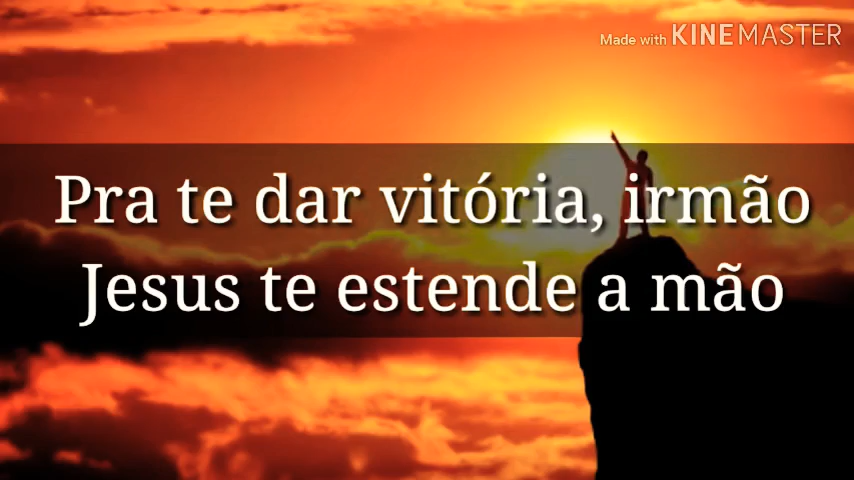 Made with KINEMASTER
Pra te dar vitória, irmão
Jesus te estende a mão